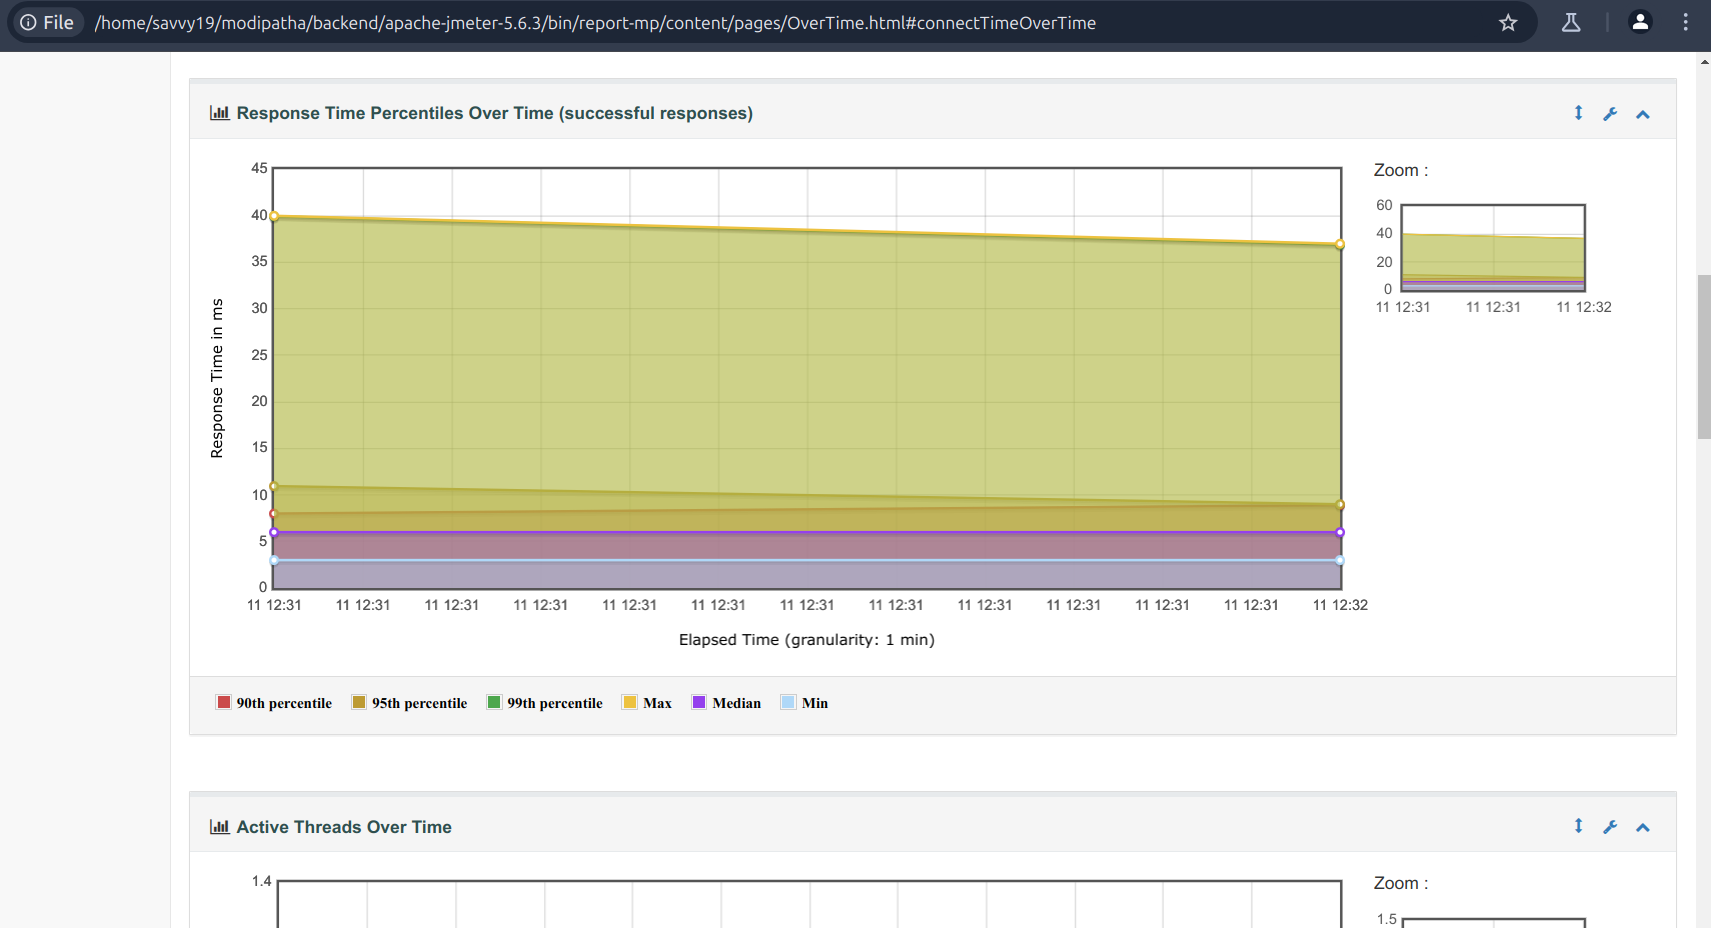 File /home/savvy19/modipatha/backend/apache-jmeter-5.6.3/bin/report-mp/content/pages/OverTime.html#connectTimeOverTime
Response Time Percentiles Over Time (successful responses)
45
40
35
30
25
20
15
10
5
0
Response Time in ms
11 12:31 11 12:31 11 12:31 11 12:31 11 12:31 11 12:31 11 12:31 11 12:31 11 12:31 11 12:31 11 12:31 11 12:31 11 12:32
Elapsed Time (granularity: 1 min)
Zoom :
60
40
20
0
11 12:31 11 12:31 11 12:32
90th percentile 95th percentile 99th percentile Max Median Min
Active Threads Over Time
1.4
Zoom :
1.5